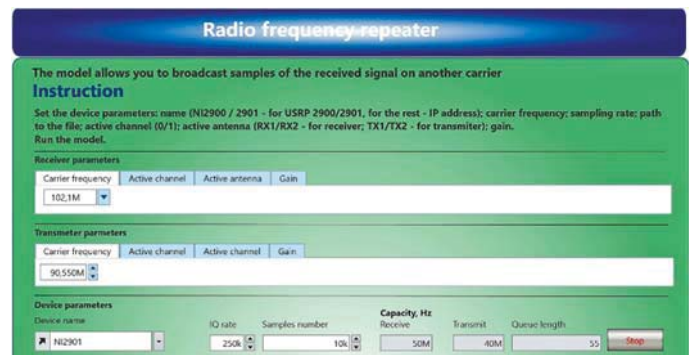 Radio frequency repeater
The model allows you to broadcast samples of the received signal on another carrier
Instruction
Set the device parameters: name (NI2900 / 2901 - for USRP 2900/2901, for the rest - IP address); carrier frequency; sampling rate; path
to the file; active channel (0/1); active antenna (RX1/RX2 - for receiver; TX1/TX2 - for transmiter); gain.
Run the model.
Receiver parameters
Carrier frequency Active channel Active antenna Gain
102,1M
Transmeter parmeters
Carrier frequency Active channel Active channel Gain
90,550M
Device parameters
Capacity, Hz
Device name IQ rate Samples number Receive Transmit Queue length
NI2901 250k 10k 50M 40M 55 Stop